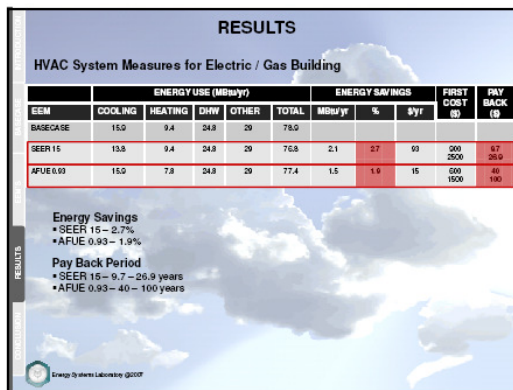 RESULTS
HVAC System Measures for Electric / Gas Building
ENERGY USE (MBtu/yr) ENERGY SAVINGS FIRST COST ($) PAY BACK ($)
EEM COOLING HEATING DHW OTHER TOTAL MBtu/yr % $/yr
BASECASE 15.9 9.4 24.8 29 78.9
SEER 15 13.8 9.4 24.8 29 76.8 2.1 2.7 93 900 2500 9.7 26.9
AFUE 0.93 15.9 7.8 24.8 29 77.4 1.5 1.9 15 600 1500 40 100
Energy Savings
▪ SEER 15 – 2.7%
▪ AFUE 0.93 – 1.9%
Pay Back Period
▪ SEER 15 – 9.7 - 26.9 years
▪ AFUE 0.93 – 40 – 100 years
INTRODUCTION
BASECASE
RESULTS
CONCLUSION
Energy Systems Laboratory @2007